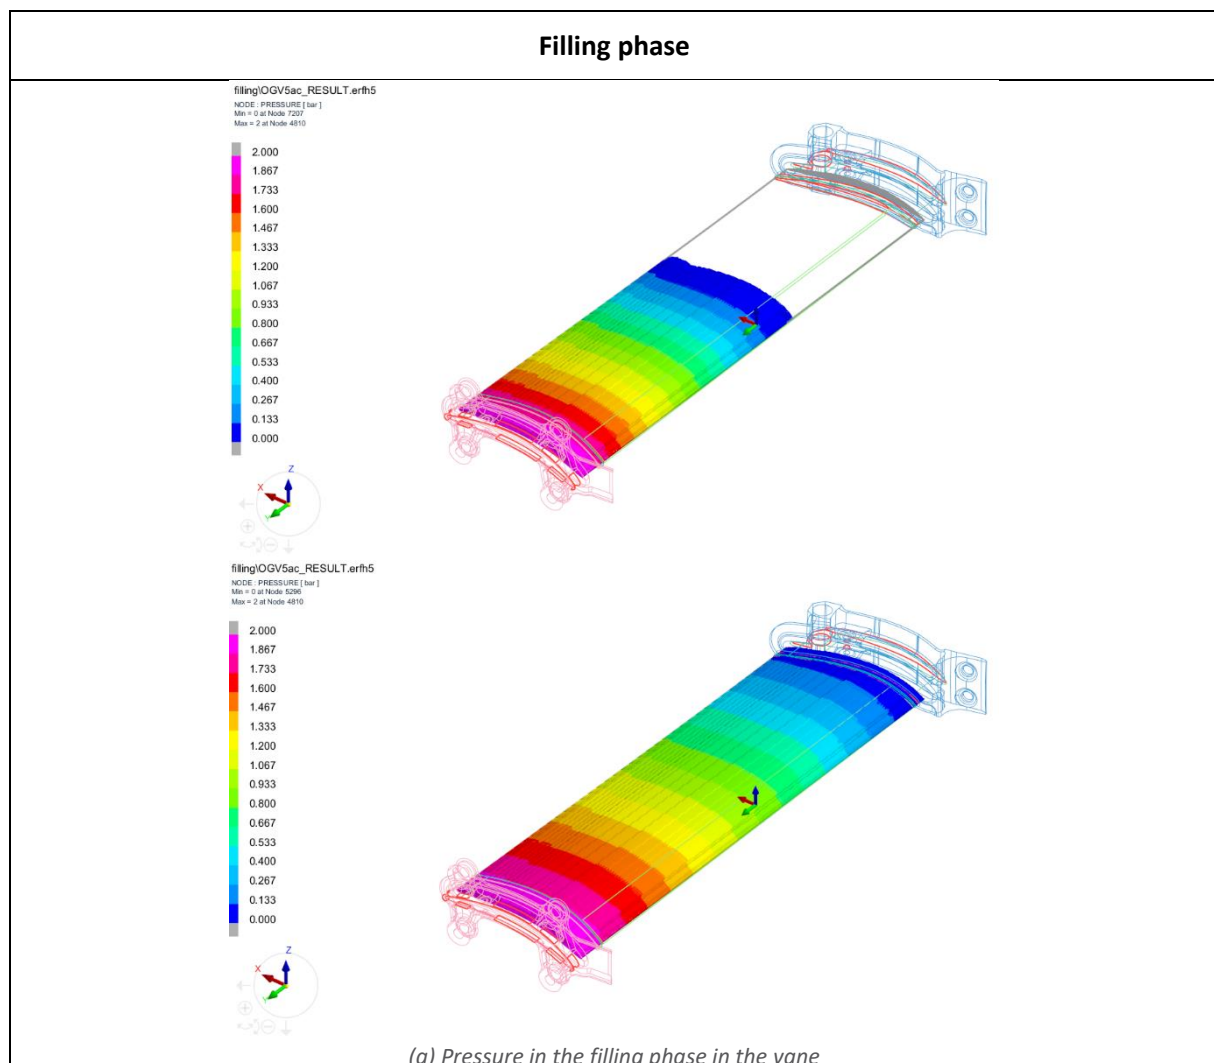 Filling phase
filling\OGV5ac_RESULT.erfh5
NODE : PRESSURE [ bar ]
Min = 0 at Node 7207
Max = 2 at Node 4810
2.000
1.867
1.733
1.600
1.467
1.333
1.200
1.067
0.933
0.800
0.667
0.533
0.400
0.267
0.133
0.000
Z
X
Y
filling\OGV5ac_RESULT.erfh5
NODE : PRESSURE [ bar ]
Min = 0 at Node 5296
Max = 2 at Node 4810
2.000
1.867
1.733
1.600
1.467
1.333
1.200
1.067
0.933
0.800
0.667
0.533
0.400
0.267
0.133
0.000
Z
X
Y
(a) Pressure in the filling phase in the vane